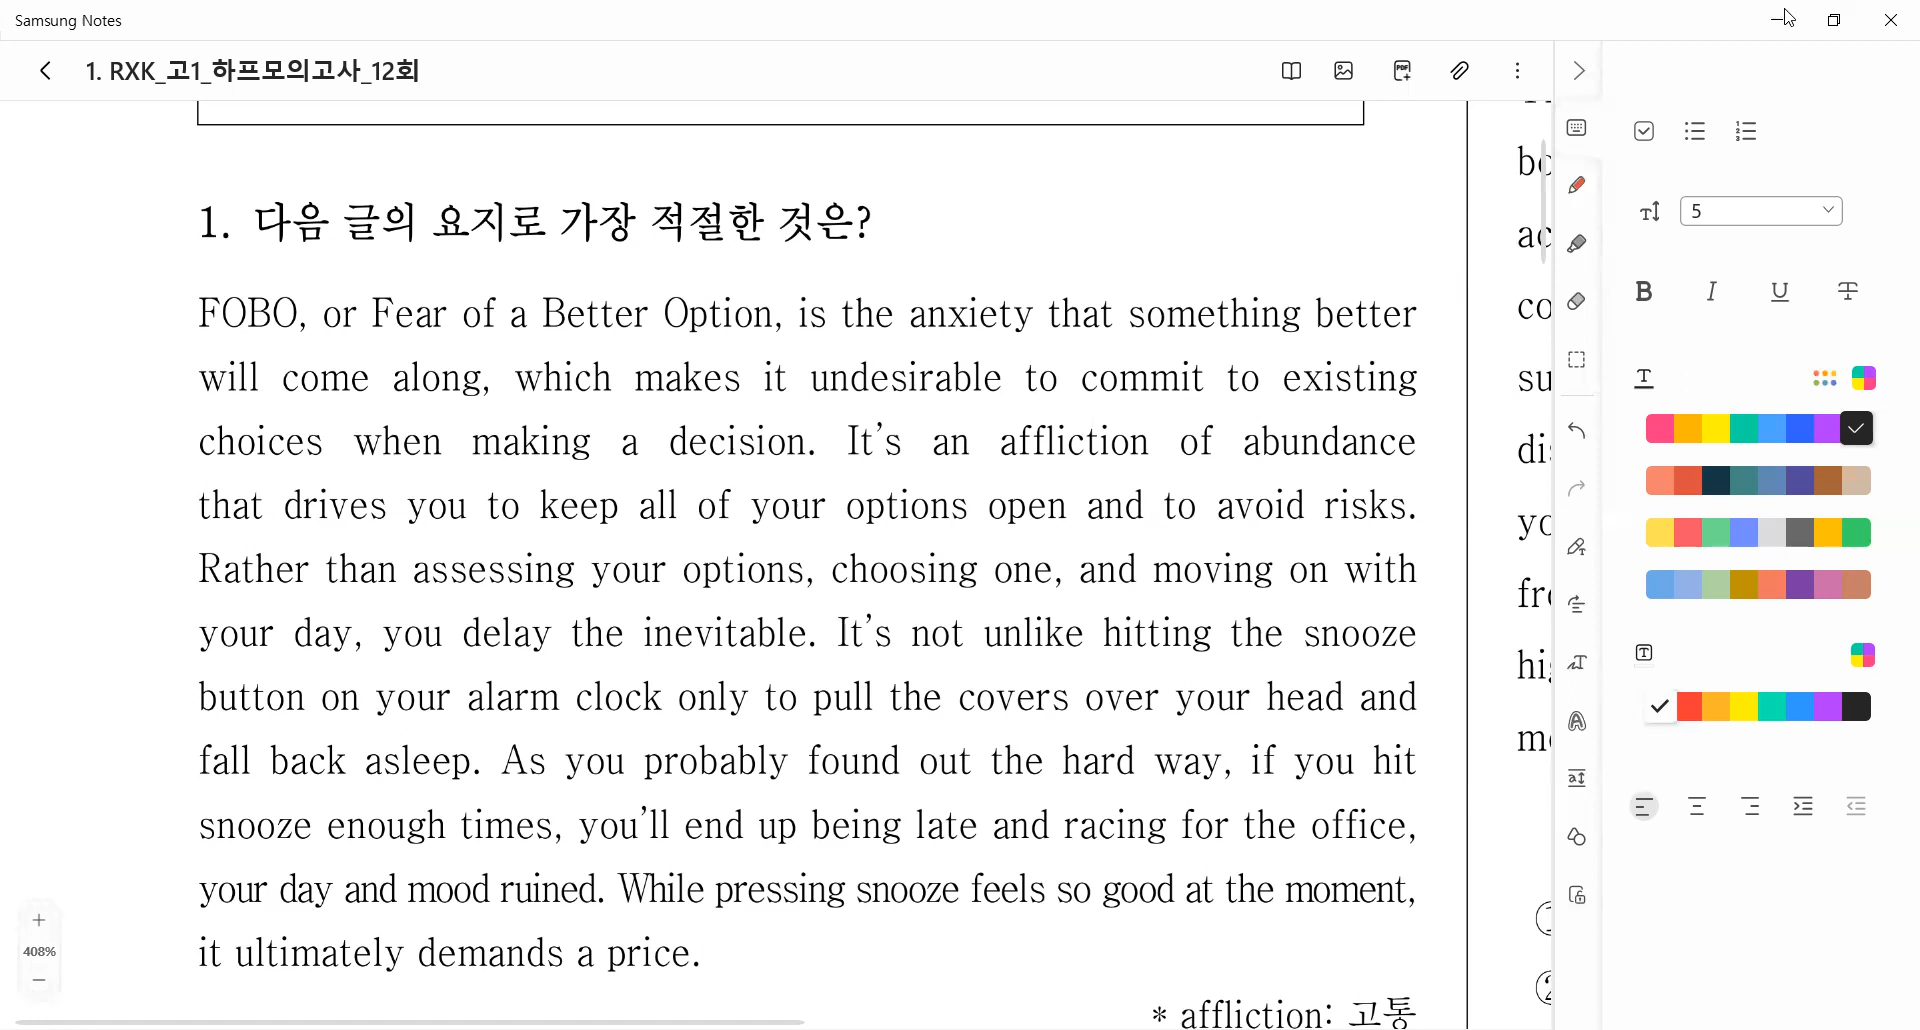 Samsung Notes
1. RXK_고1_하프모의고사_12회
1. 다음 글의 요지로 가장 적절한 것은?
FOBO, or Fear of a Better Option, is the anxiety that something better
will come along, which makes it undesirable to commit to existing
choices when making a decision. It's an affliction of abundance
that drives you to keep all of your options open and to avoid risks.
Rather than assessing your options, choosing one, and moving on with
your day, you delay the inevitable. It's not unlike hitting the snooze
button on your alarm clock only to pull the covers over your head and
fall back asleep. As you probably found out the hard way, if you hit
snooze enough times, you'll end up being late and racing for the office,
your day and mood ruined. While pressing snooze feels so good at the moment,
it ultimately demands a price.
* affliction: 고통
408%
5